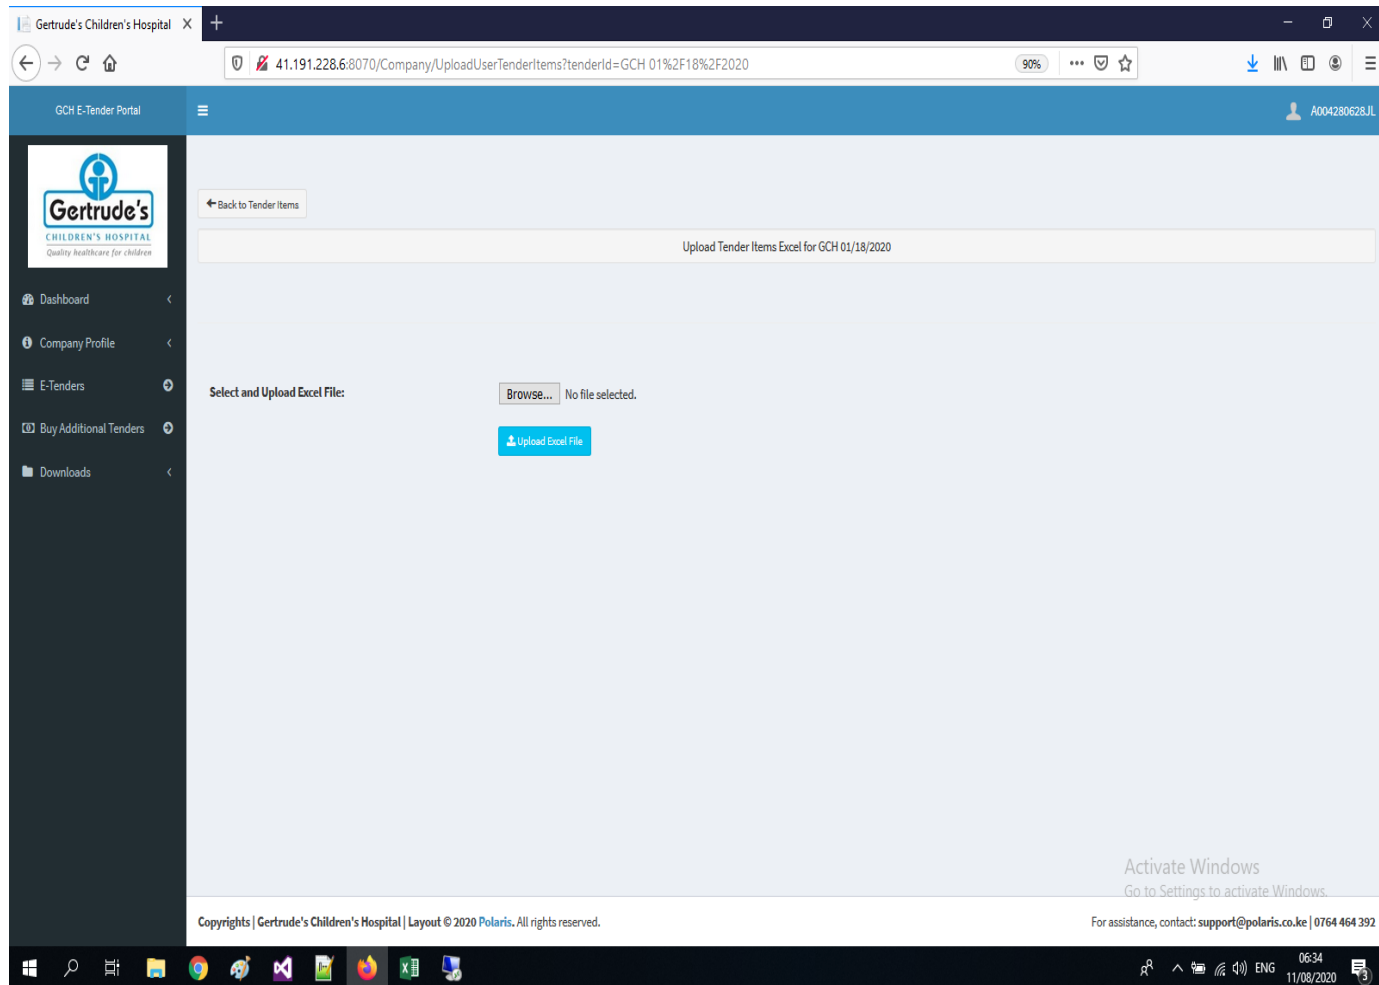 Gertrude's Children's Hospital
41.191.228.6:8070/Company/UploadUserTenderItems?tenderId=GCH 01%2F18%2F2020
90%
GCH E-Tender Portal
A004280628JL
Gertrude's
CHILDREN'S HOSPITAL
Quality healthcare for children
Back to Tender Items
Upload Tender Items Excel for GCH 01/18/2020
Dashboard
Company Profile
E-Tenders
Buy Additional Tenders
Downloads
Select and Upload Excel File:
Browse... No file selected.
Upload Excel File
Activate Windows
Go to Settings to activate Windows.
Copyrights | Gertrude's Children's Hospital | Layout © 2020 Polaris. All rights reserved.
For assistance, contact: support@polaris.co.ke | 0764 464 392
ENG
06:34
11/08/2020
3